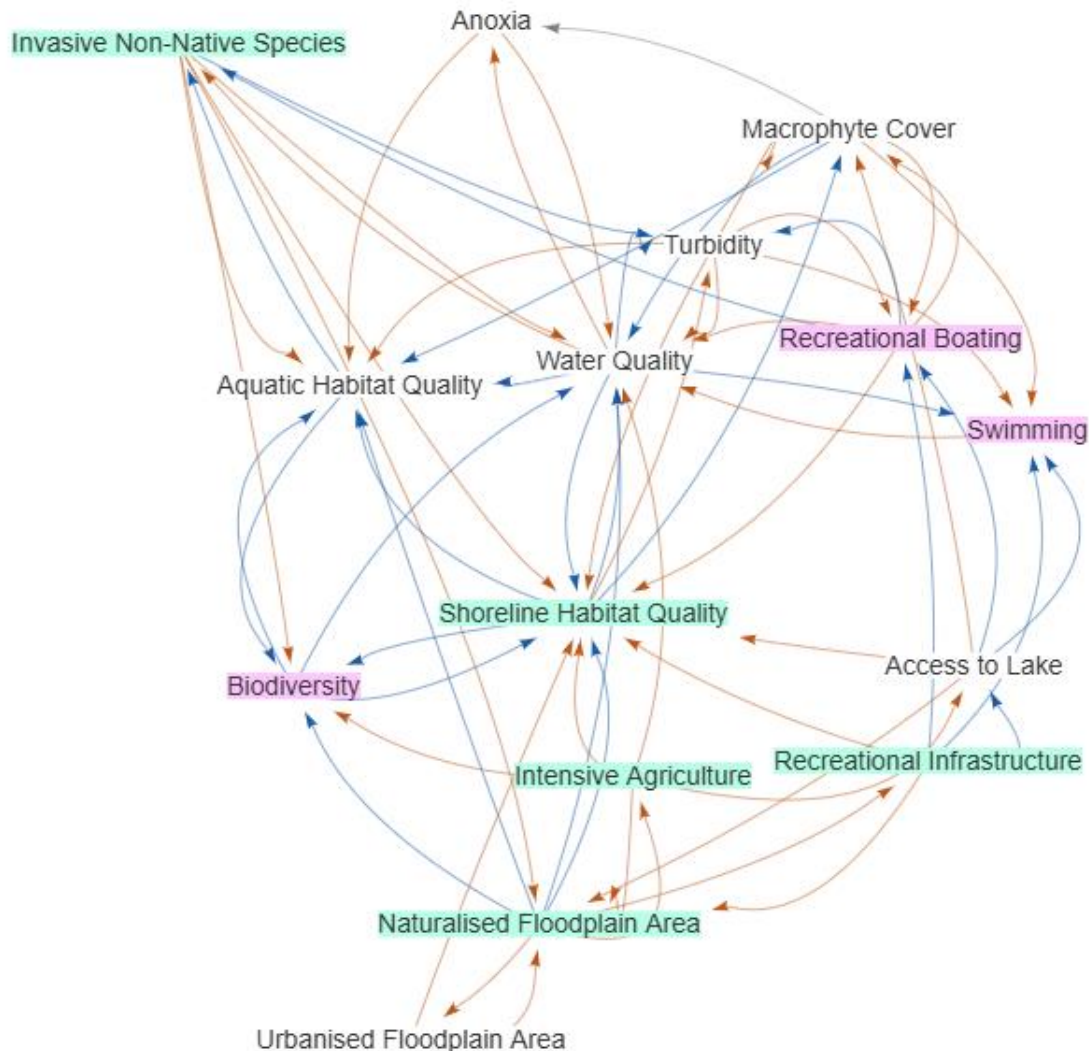 Anoxia
Invasive Non-Native Species
Macrophyte Cover
Turbidity
Recreational Boating
Water Quality
Aquatic Habitat Quality
Swimming
Shoreline Habitat Quality
Access to Lake
Biodiversity
Recreational Infrastructure
Intensive Agriculture
Naturalised Floodplain Area
Urbanised Floodplain Area